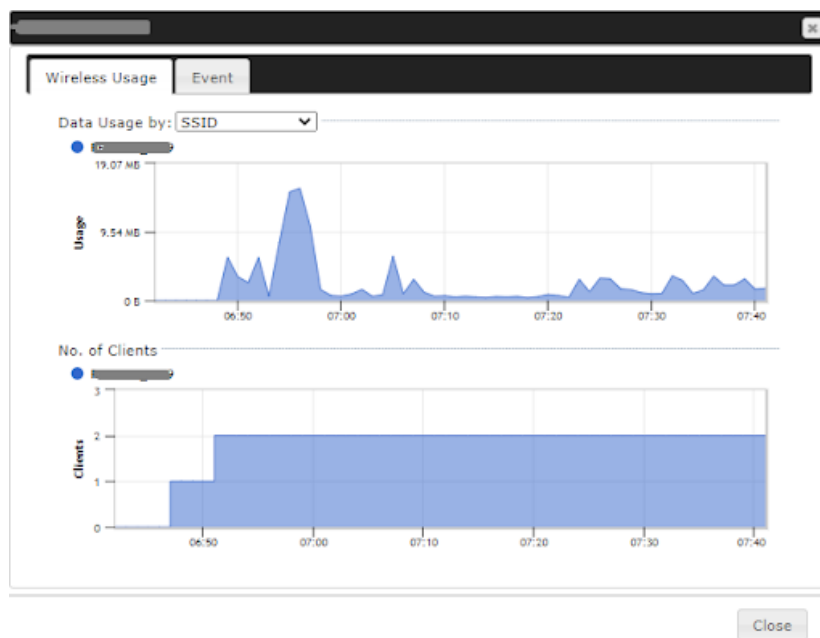 Wireless Usage Event
Data Usage by: SSID
19.07 MB
9.54 MB
0 B
Usage
06:50 07:00 07:10 07:20 07:30 07:40
No. of Clients
3
2
1
0
Clients
06:50 07:00 07:10 07:20 07:30 07:40
Close